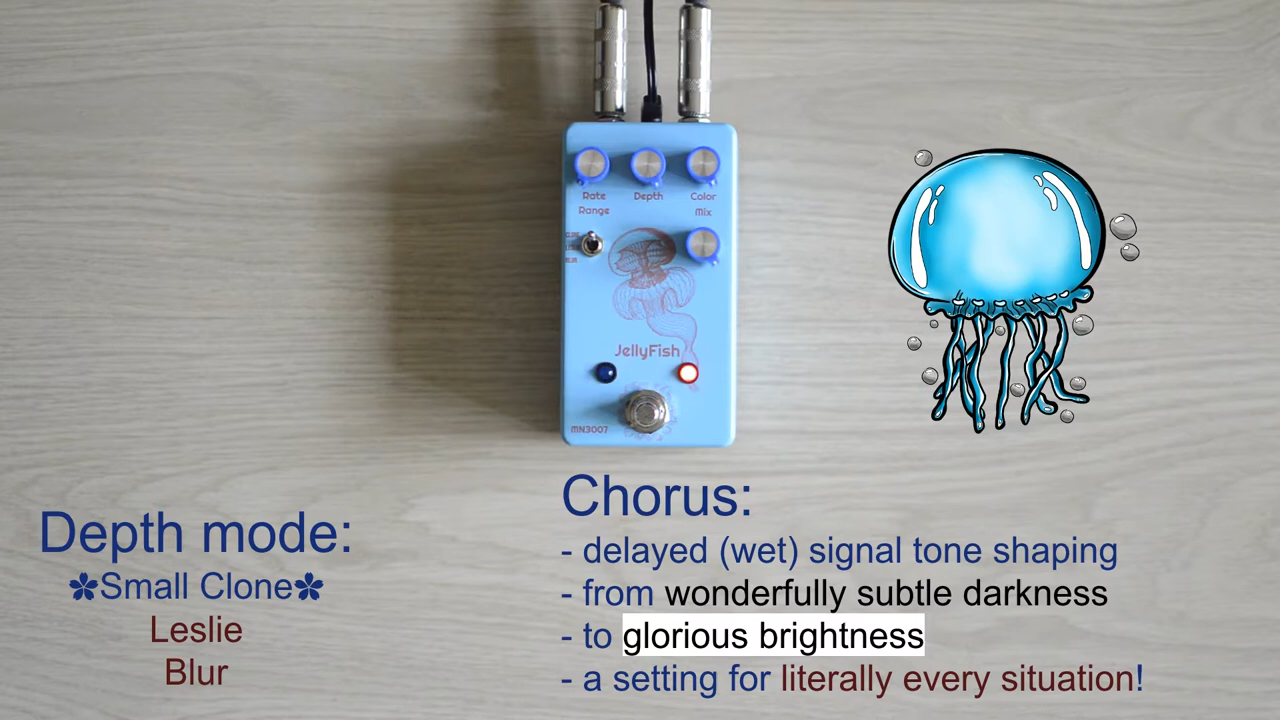 Rate
Depth
Color
Range
Mix
JellyFish
MN3007
Depth mode:
✿Small Clone✿
Leslie
Blur
Chorus:
- delayed (wet) signal tone shaping
- from wonderfully subtle darkness
- to glorious brightness
- a setting for literally every situation!